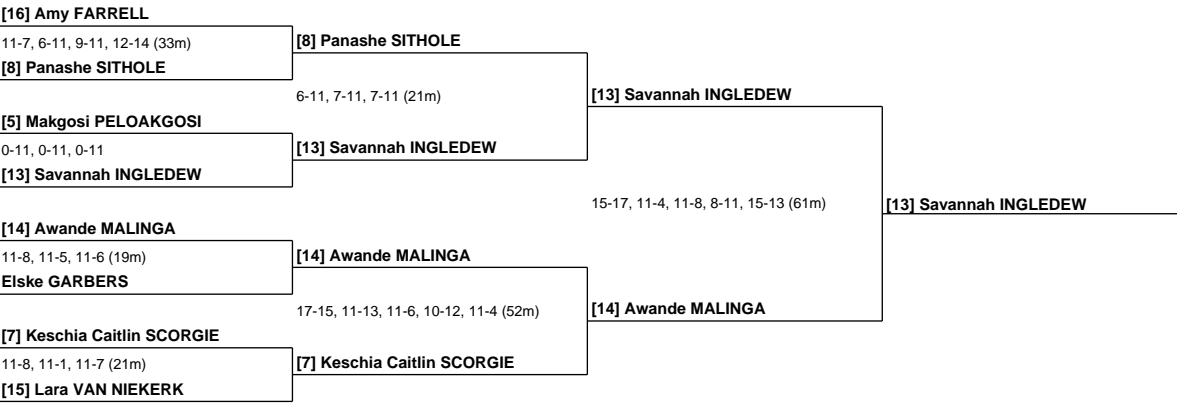 [16] Amy FARRELL
11-7, 6-11, 9-11, 12-14 (33m)
[8] Panashe SITHOLE
[8] Panashe SITHOLE
6-11, 7-11, 7-11 (21m)
[13] Savannah INGLEDEW
[5] Makgosi PELOAKGOSI
0-11, 0-11, 0-11
[13] Savannah INGLEDEW
[13] Savannah INGLEDEW
15-17, 11-4, 11-8, 8-11, 15-13 (61m)
[13] Savannah INGLEDEW
[14] Awande MALINGA
11-8, 11-5, 11-6 (19m)
[14] Awande MALINGA
Elske GARBERS
17-15, 11-13, 11-6, 10-12, 11-4 (52m)
[14] Awande MALINGA
[7] Keschia Caitlin SCORGIE
11-8, 11-1, 11-7 (21m)
[7] Keschia Caitlin SCORGIE
[15] Lara VAN NIEKERK